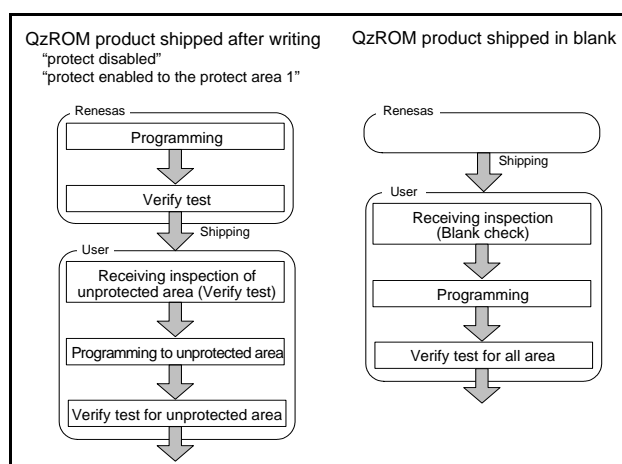 QzROM product shipped after writing
“protect disabled”
“protect enabled to the protect area 1”
Renesas
Programming
Verify test
Shipping
User
Receiving inspection of
unprotected area (Verify test)
Programming to unprotected area
Verify test for unprotected area
QzROM product shipped in blank
Renesas
Shipping
User
Receiving inspection
(Blank check)
Programming
Verify test for all area